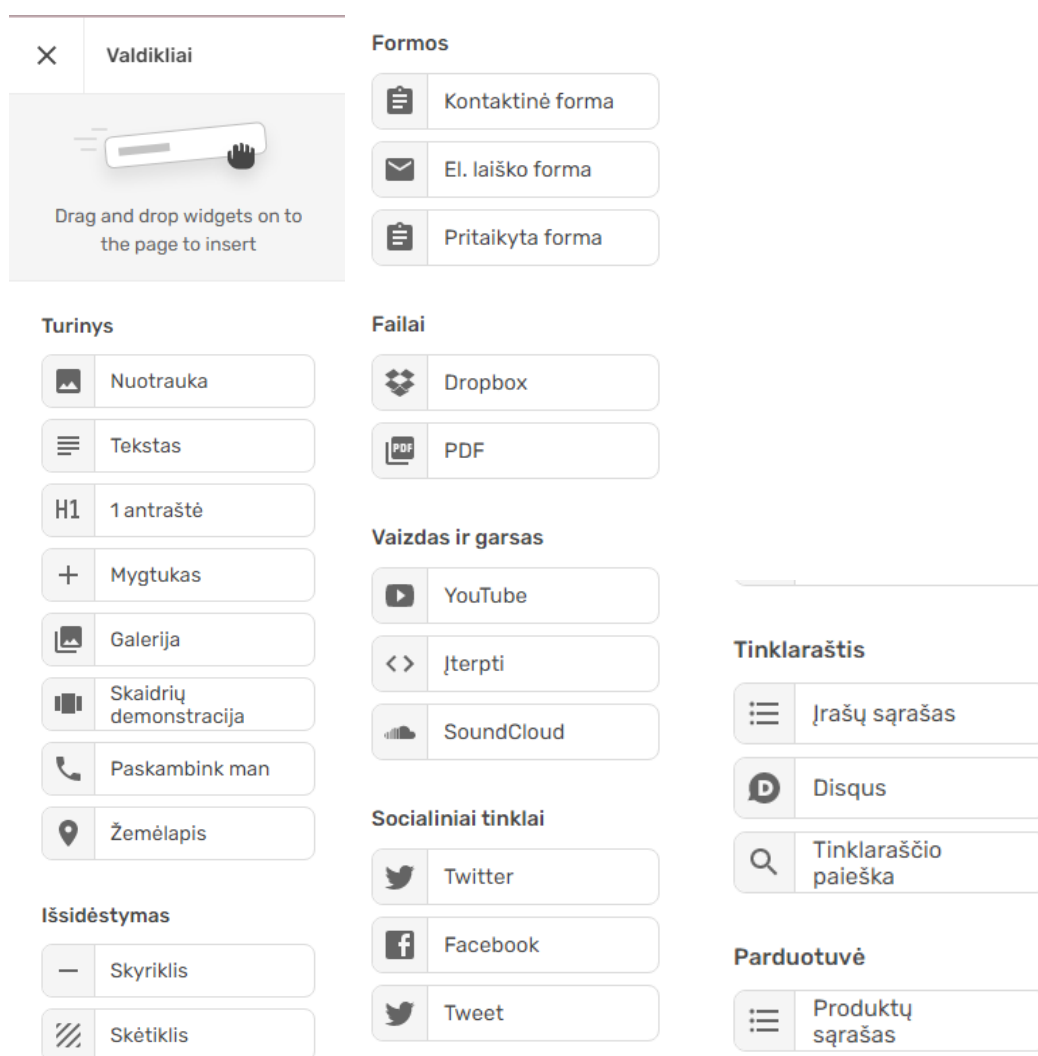 Valdikliai
Drag and drop widgets on to
the page to insert
Turinys
Nuotrauka
Tekstas
H1 1 antraštė
Mygtukas
Galerija
Skaidrių
demonstracija
Paskambink man
Žemėlapis
Išsidėstymas
Skyriklis
Skėtiklis
Formos
Kontaktinė forma
El. laiško forma
Pritaikyta forma
Failai
Dropbox
PDF PDF
Vaizdas ir garsas
YouTube
Įterpti
SoundCloud
Socialiniai tinklai
Twitter
Facebook
Tweet
Tinklaraštis
Įrašų sąrašas
Disqus
Tinklaraščio
paieška
Parduotuvė
Produktų
sąrašas